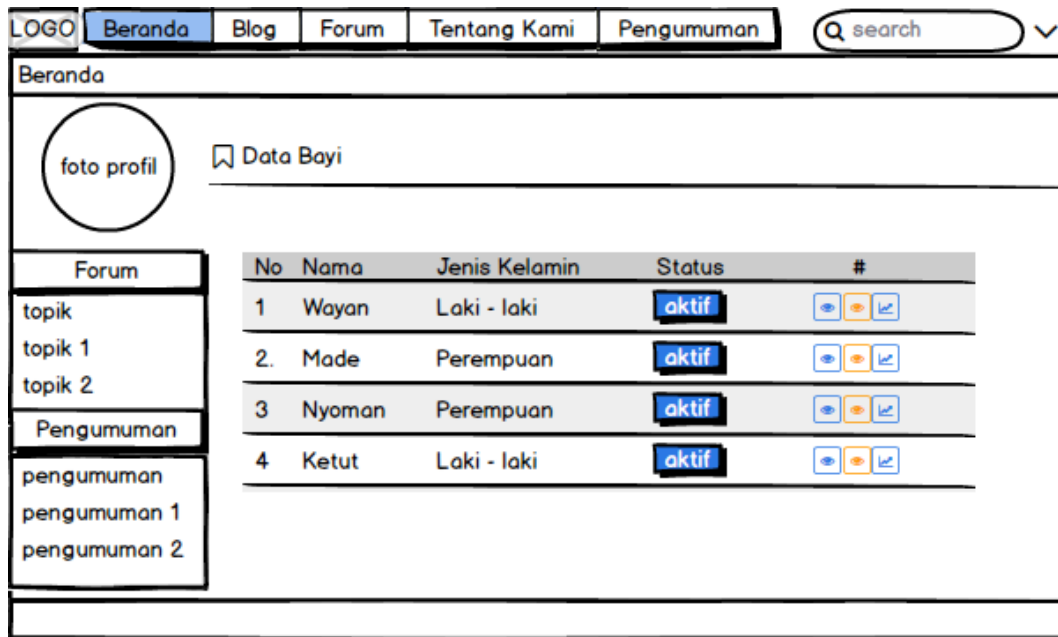 LOGO Beranda Blog Forum Tentang Kami Pengumuman search
Beranda
foto profil
Data Bayi
Forum
topik
topik 1
topik 2
Pengumuman
pengumuman
pengumuman 1
pengumuman 2
No Nama Jenis Kelamin Status #
1 Wayan Laki - laki aktif
2. Made Perempuan aktif
3 Nyoman Perempuan aktif
4 Ketut Laki - laki aktif